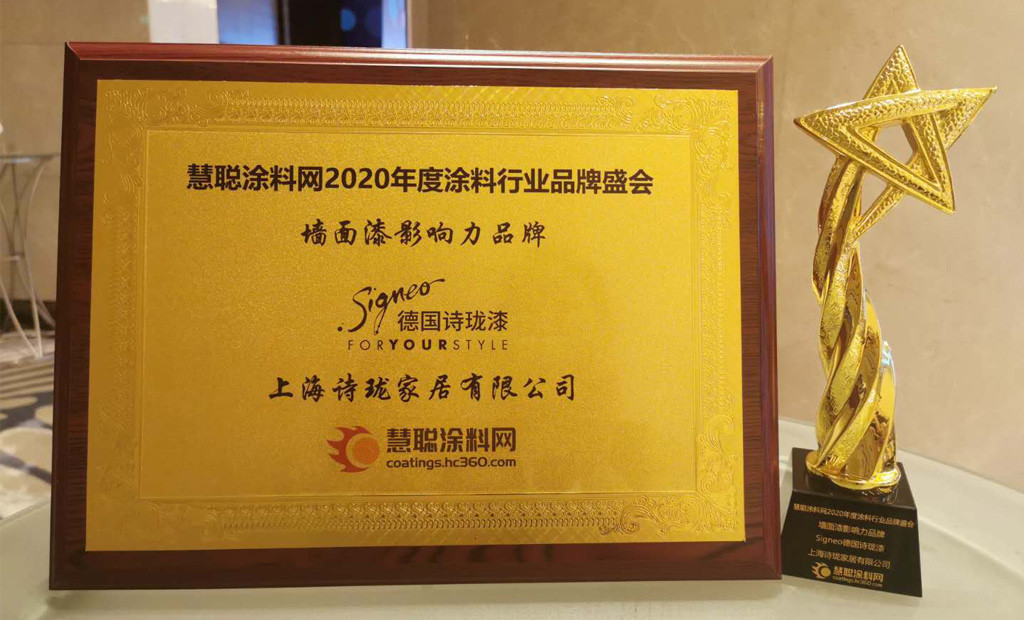 慧聪涂料网2020年度涂料行业品牌盛会
墙面漆影响力品牌
Signeo
德国诗珑漆
FORYOURSTYLE
上海诗珑家居有限公司
慧聪涂料网
coatings.hc360.com
慧聪涂料网2020年度涂料行业品牌盛会
墙面漆影响力品牌
Signeo德国诗珑漆
上海诗珑家居有限公司
慧聪涂料网
coatings.hc360.com